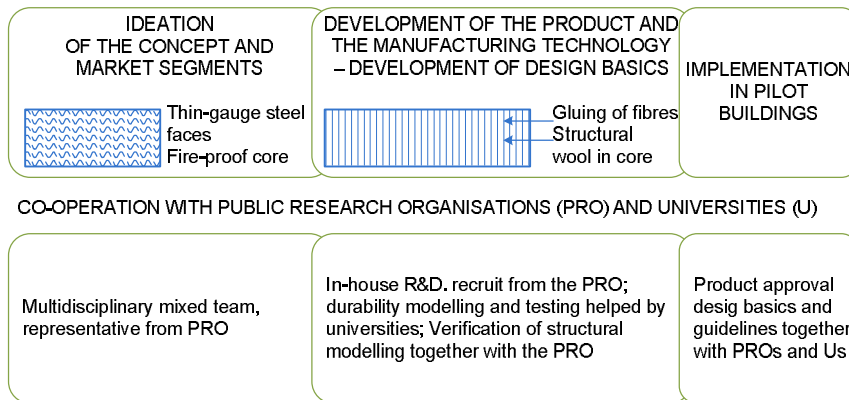 IDEATION
OF THE CONCEPT AND
MARKET SEGMENTS
Thin-gauge steel
faces
Fire-proof core
DEVELOPMENT OF THE PRODUCT AND
THE MANUFACTURING TECHNOLOGY
– DEVELOPMENT OF DESIGN BASICS
Gluing of fibres
Structural
wool in core
IMPLEMENTATION
IN PILOT
BUILDINGS
CO-OPERATION WITH PUBLIC RESEARCH ORGANISATIONS (PRO) AND UNIVERSITIES (U)
Multidisciplinary mixed team,
representative from PRO
In-house R&D. recruit from the PRO;
durability modelling and testing helped by
universities; Verification of structural
modelling together with the PRO
Product approval
desig basics and
guidelines together
with PROs and Us